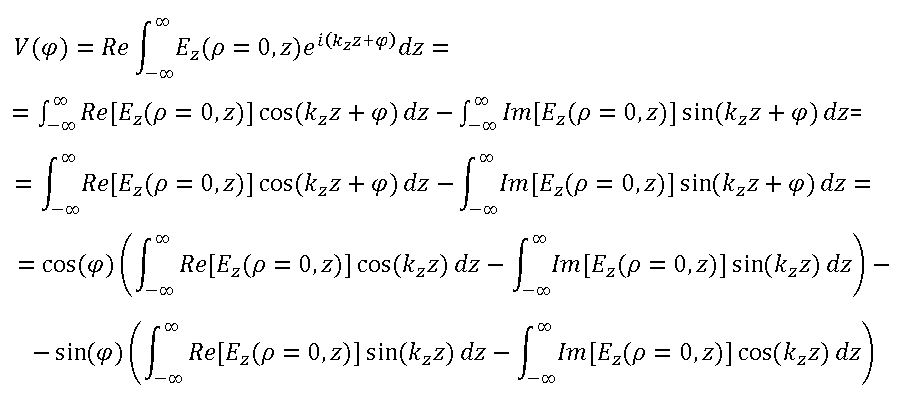 V(φ) = Re ∫_{−∞}^{∞} E_z(ρ = 0, z)e^{i(k_z z+φ)}dz =
= ∫_{−∞}^{∞} Re[E_z(ρ = 0, z)] cos(k_z z + φ) dz − ∫_{−∞}^{∞} Im[E_z(ρ = 0, z)] sin(k_z z + φ) dz=
= ∫_{−∞}^{∞} Re[E_z(ρ = 0, z)] cos(k_z z + φ) dz − ∫_{−∞}^{∞} Im[E_z(ρ = 0, z)] sin(k_z z + φ) dz =
= cos(φ) (∫_{−∞}^{∞} Re[E_z(ρ = 0, z)] cos(k_z z) dz − ∫_{−∞}^{∞} Im[E_z(ρ = 0, z)] sin(k_z z) dz) −
− sin(φ) (∫_{−∞}^{∞} Re[E_z(ρ = 0, z)] sin(k_z z) dz − ∫_{−∞}^{∞} Im[E_z(ρ = 0, z)] cos(k_z z) dz)